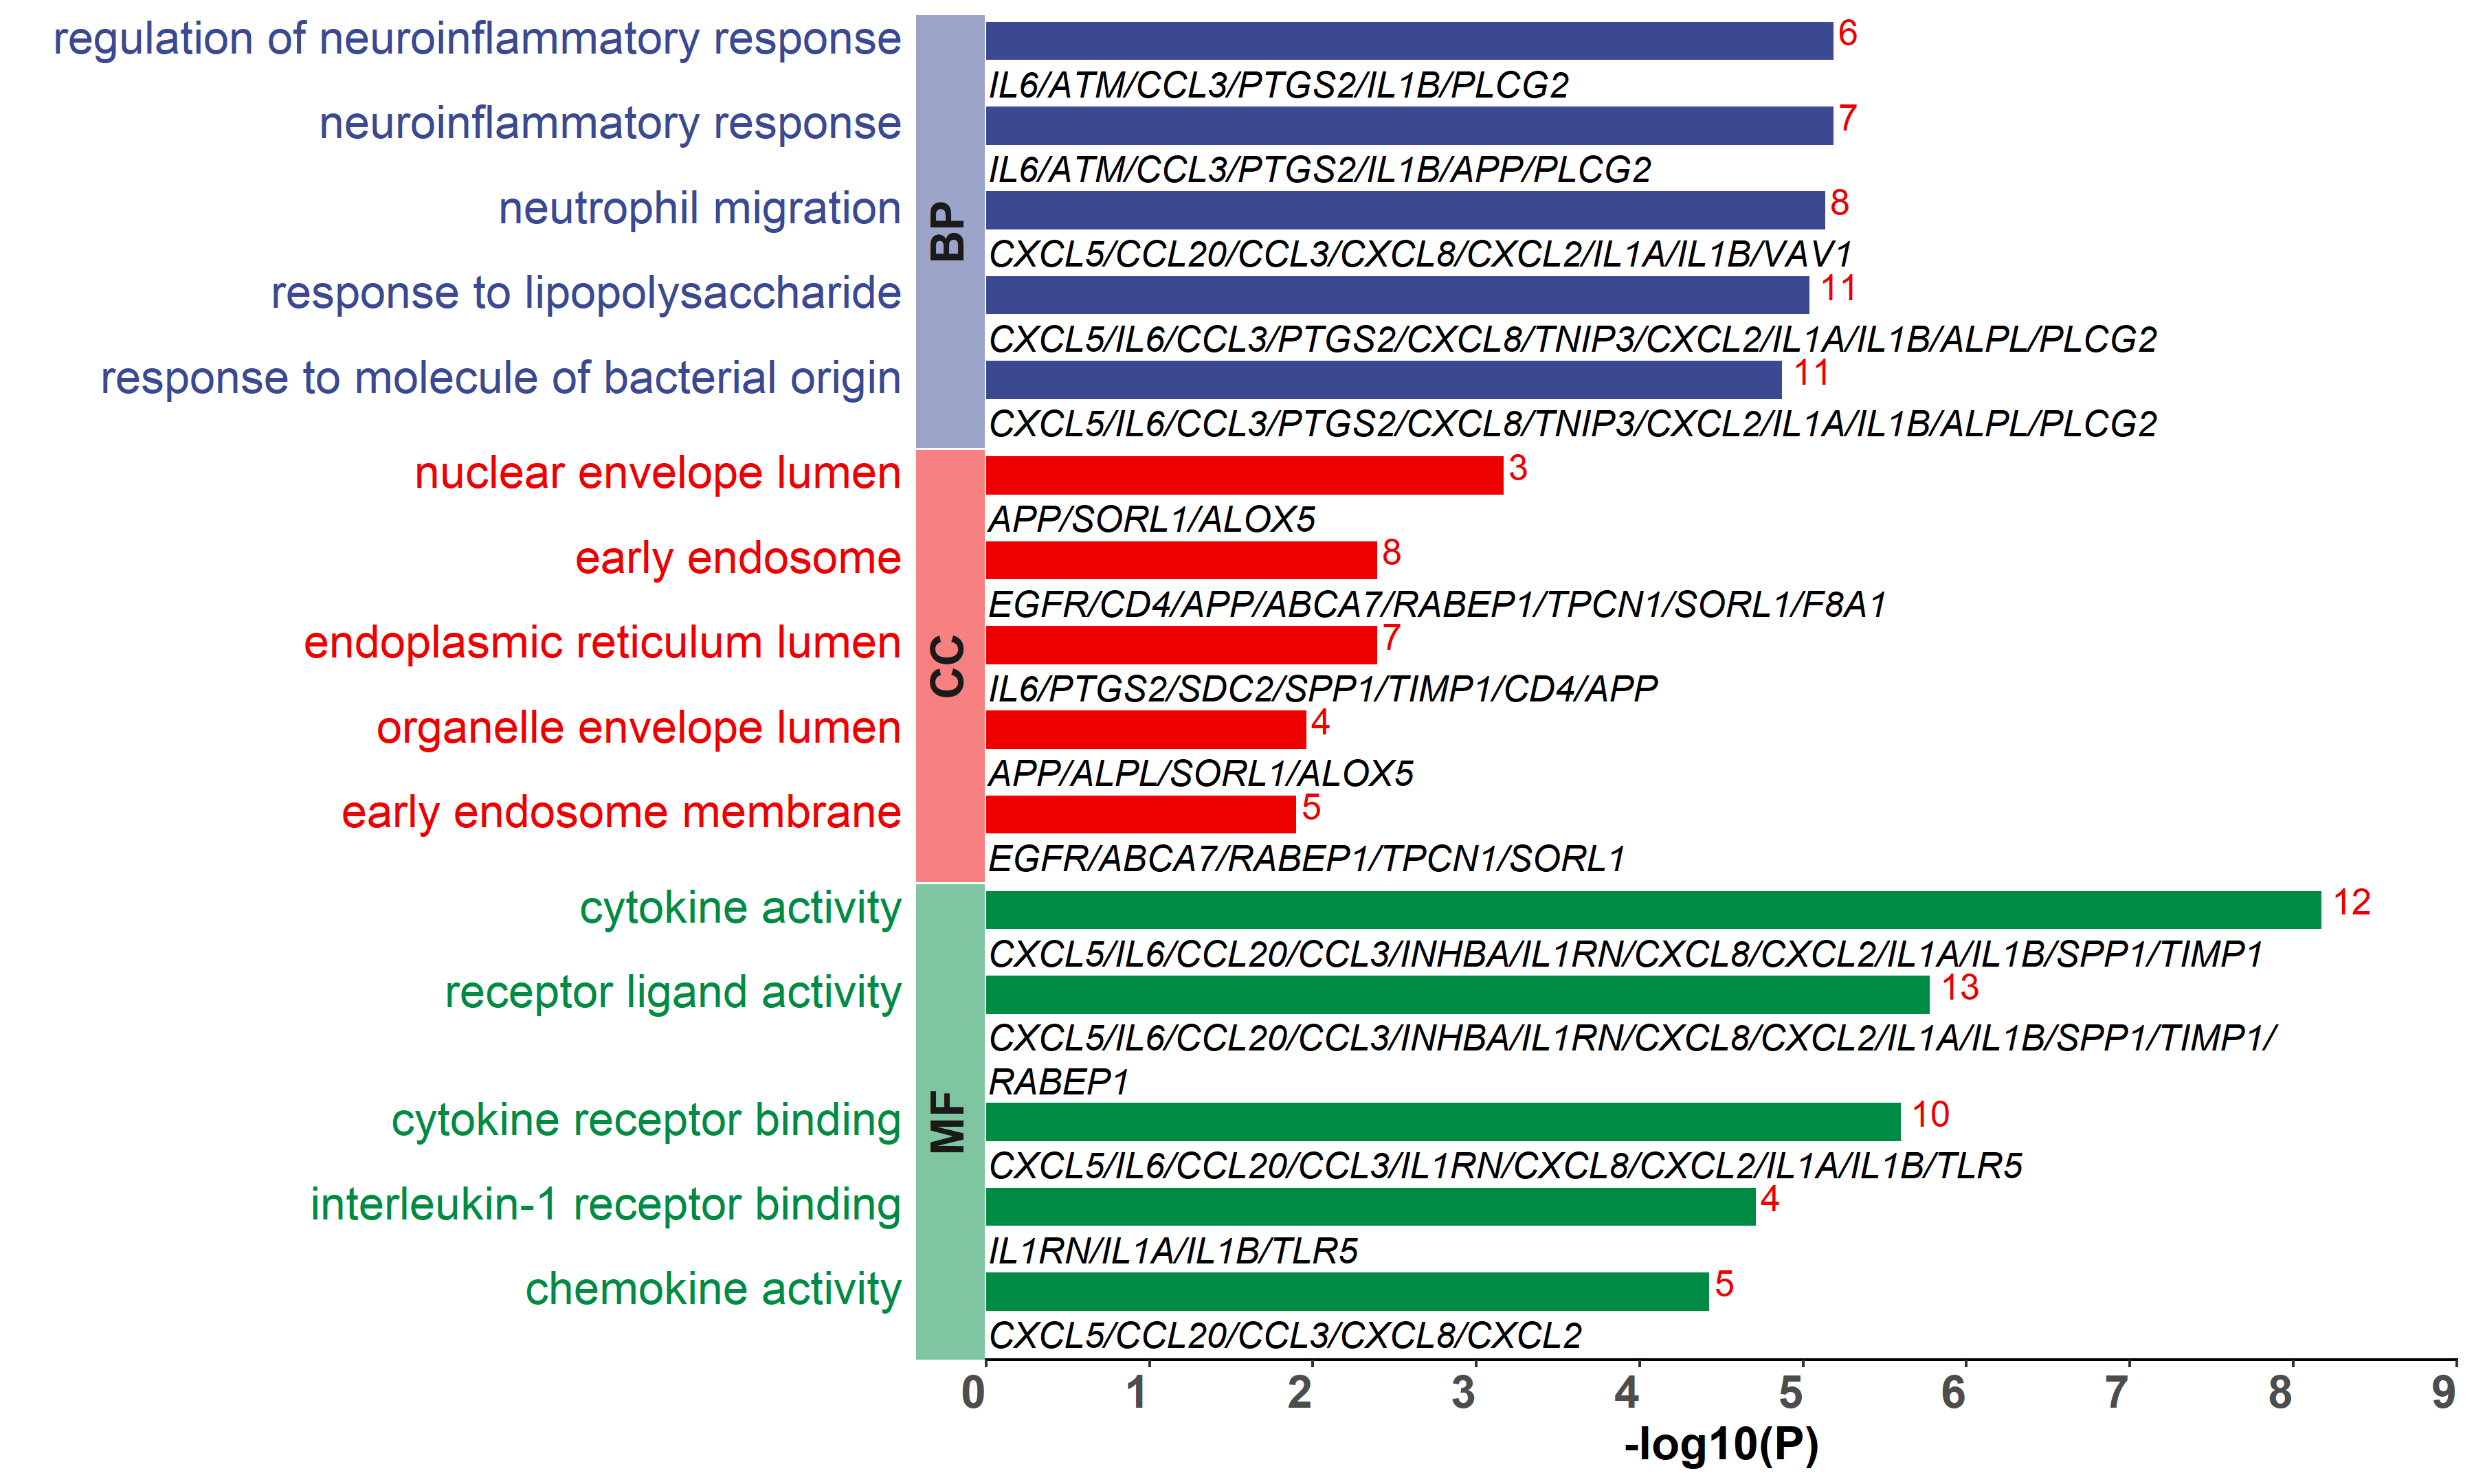 regulation of neuroinflammatory response
6
IL6/ATM/CCL3/PTGS2/IL1B/PLCG2
neuroinflammatory response
7
IL6/ATM/CCL3/PTGS2/IL1B/APP/PLCG2
neutrophil migration
8
CXCL5/CCL20/CCL3/CXCL8/CXCL2/IL1A/IL1B/VAV1
response to lipopolysaccharide
11
CXCL5/IL6/CCL3/PTGS2/CXCL8/TNIP3/CXCL2/IL1A/IL1B/ALPL/PLCG2
response to molecule of bacterial origin
11
CXCL5/IL6/CCL3/PTGS2/CXCL8/TNIP3/CXCL2/IL1A/IL1B/ALPL/PLCG2
BP
nuclear envelope lumen
3
APP/SORL1/ALOX5
early endosome
8
EGFR/CD4/APP/ABCA7/RABEP1/TPCN1/SORL1/F8A1
endoplasmic reticulum lumen
7
IL6/PTGS2/SDC2/SPP1/TIMP1/CD4/APP
organelle envelope lumen
4
APP/ALPL/SORL1/ALOX5
early endosome membrane
5
EGFR/ABCA7/RABEP1/TPCN1/SORL1
CC
cytokine activity
12
CXCL5/IL6/CCL20/CCL3/INHBA/IL1RN/CXCL8/CXCL2/IL1A/IL1B/SPP1/TIMP1
receptor ligand activity
13
CXCL5/IL6/CCL20/CCL3/INHBA/IL1RN/CXCL8/CXCL2/IL1A/IL1B/SPP1/TIMP1/
RABEP1
cytokine receptor binding
10
CXCL5/IL6/CCL20/CCL3/IL1RN/CXCL8/CXCL2/IL1A/IL1B/TLR5
interleukin-1 receptor binding
4
IL1RN/IL1A/IL1B/TLR5
chemokine activity
5
CXCL5/CCL20/CCL3/CXCL8/CXCL2
MF
0 1 2 3 4 5 6 7 8 9
-log10(P)